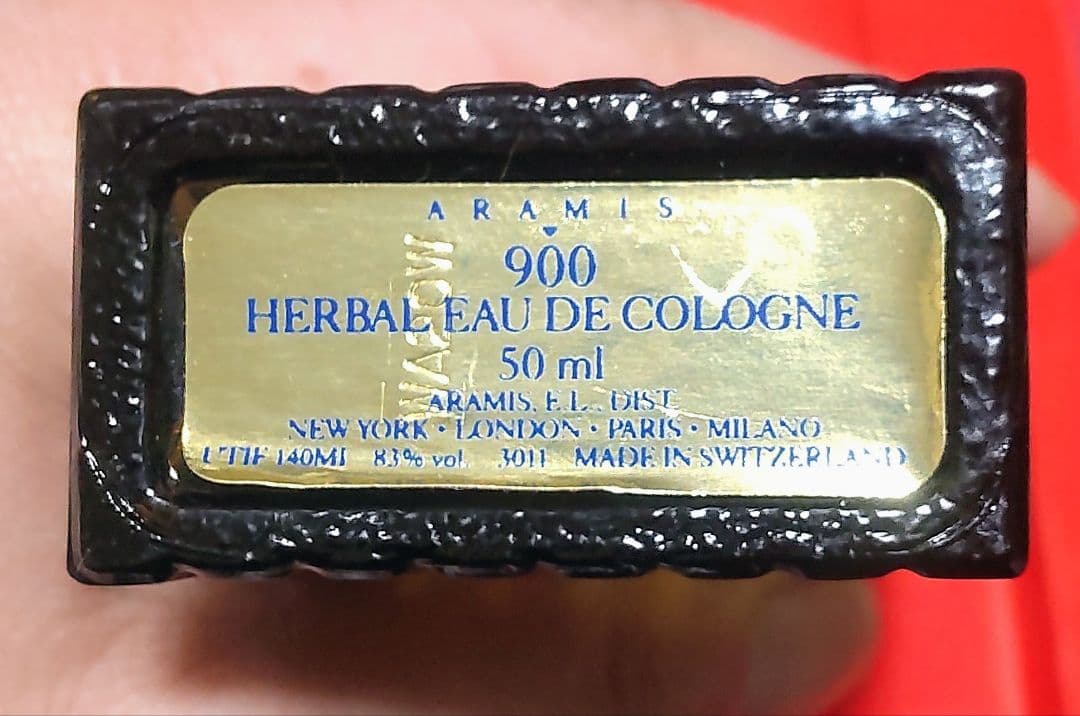 ARAMIS
900
HERBAL EAU DE COLOGNE
50 ml
ARAMIS, E.L., DIST
NEW YORK • LONDON • PARIS • MILANO
140ML 83% vol. 3011 MADE IN SWITZERLAND